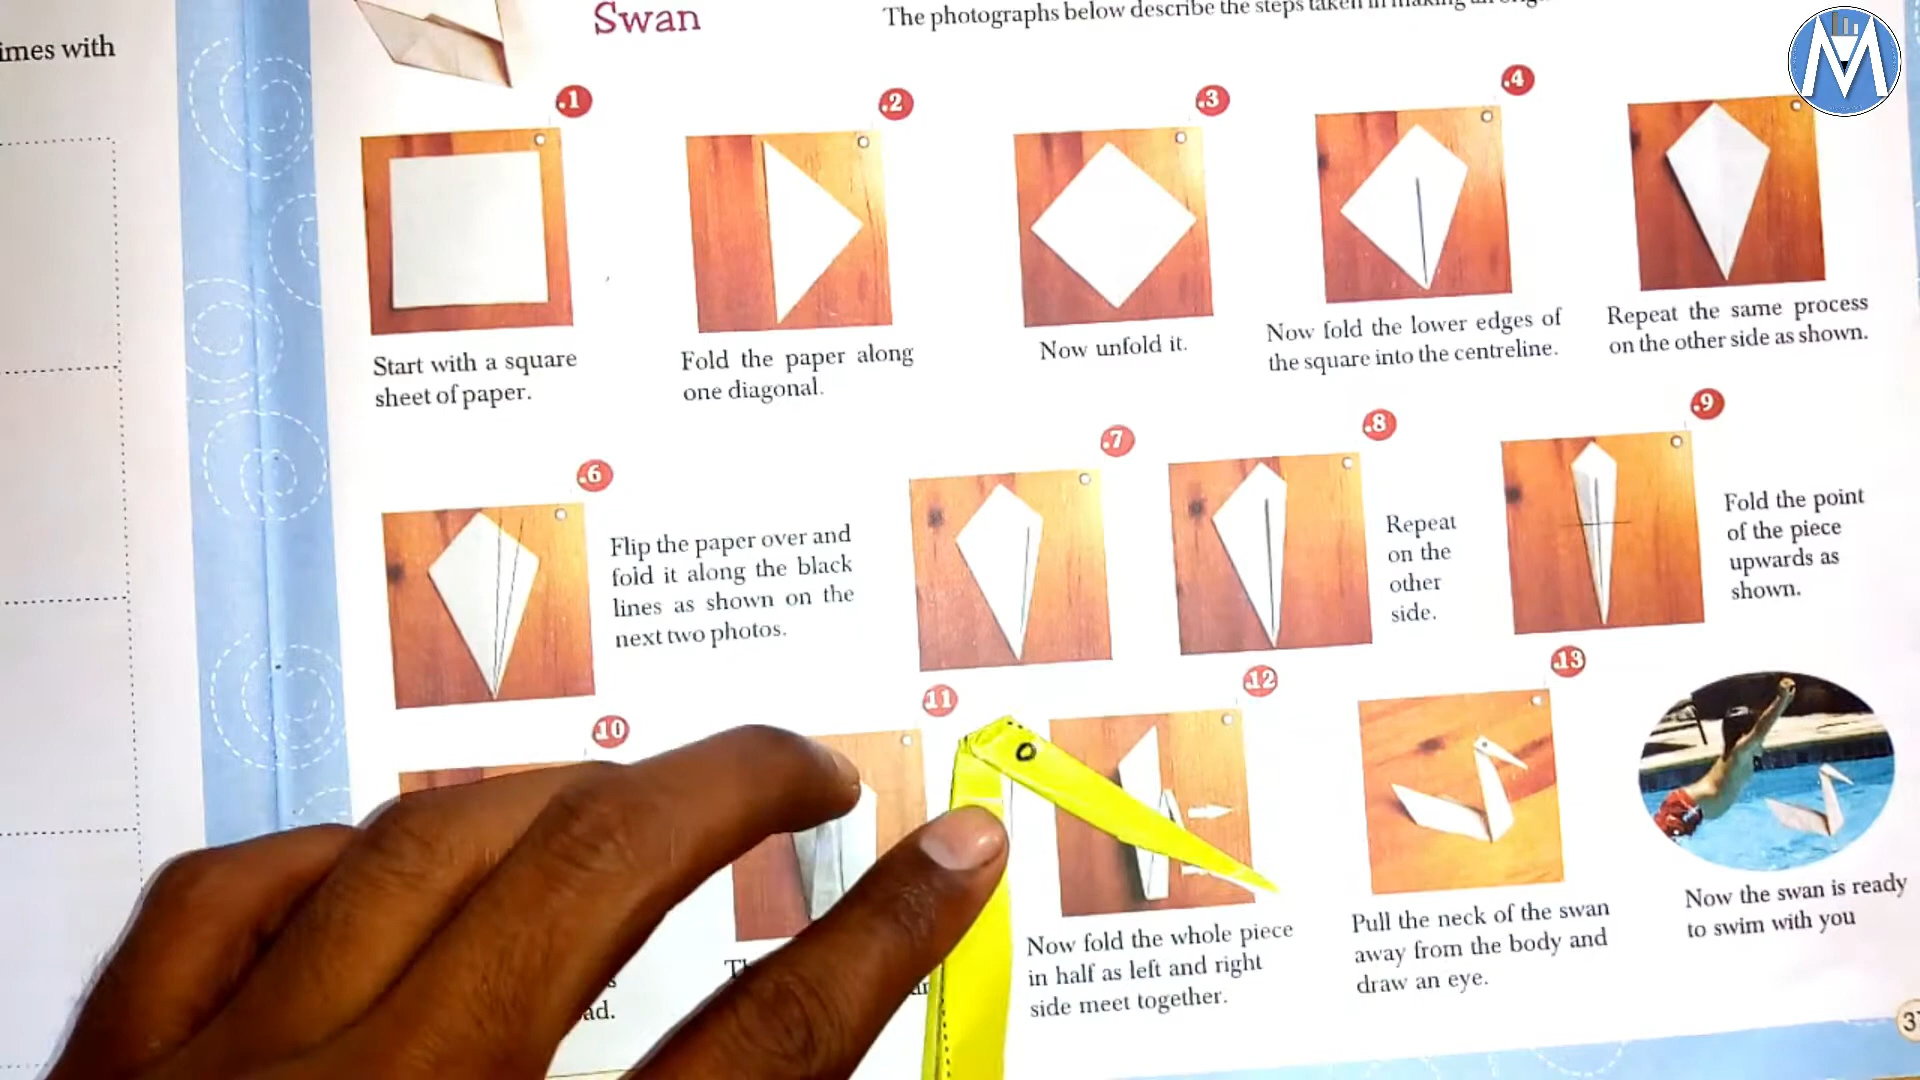 imes with
Swan
The photographs below describe the steps taken in making an
.1
.2
.3
.4
Start with a square
sheet of paper.
Fold the paper along
one diagonal.
Now unfold it.
Now fold the lower edges of
the square into the centreline.
Repeat the same process
on the other side as shown.
.6
Flip the paper over and
fold it along the black
lines as shown on the
next two photos.
.7
.8
Repeat
on the
other
side.
.9
Fold the point
of the piece
upwards as
shown.
.10
ad.
.11
.12
Now fold the whole piece
in half as left and right
side meet together.
.13
Pull the neck of the swan
away from the body and
draw an eye.
Now the swan is ready
to swim with you
M